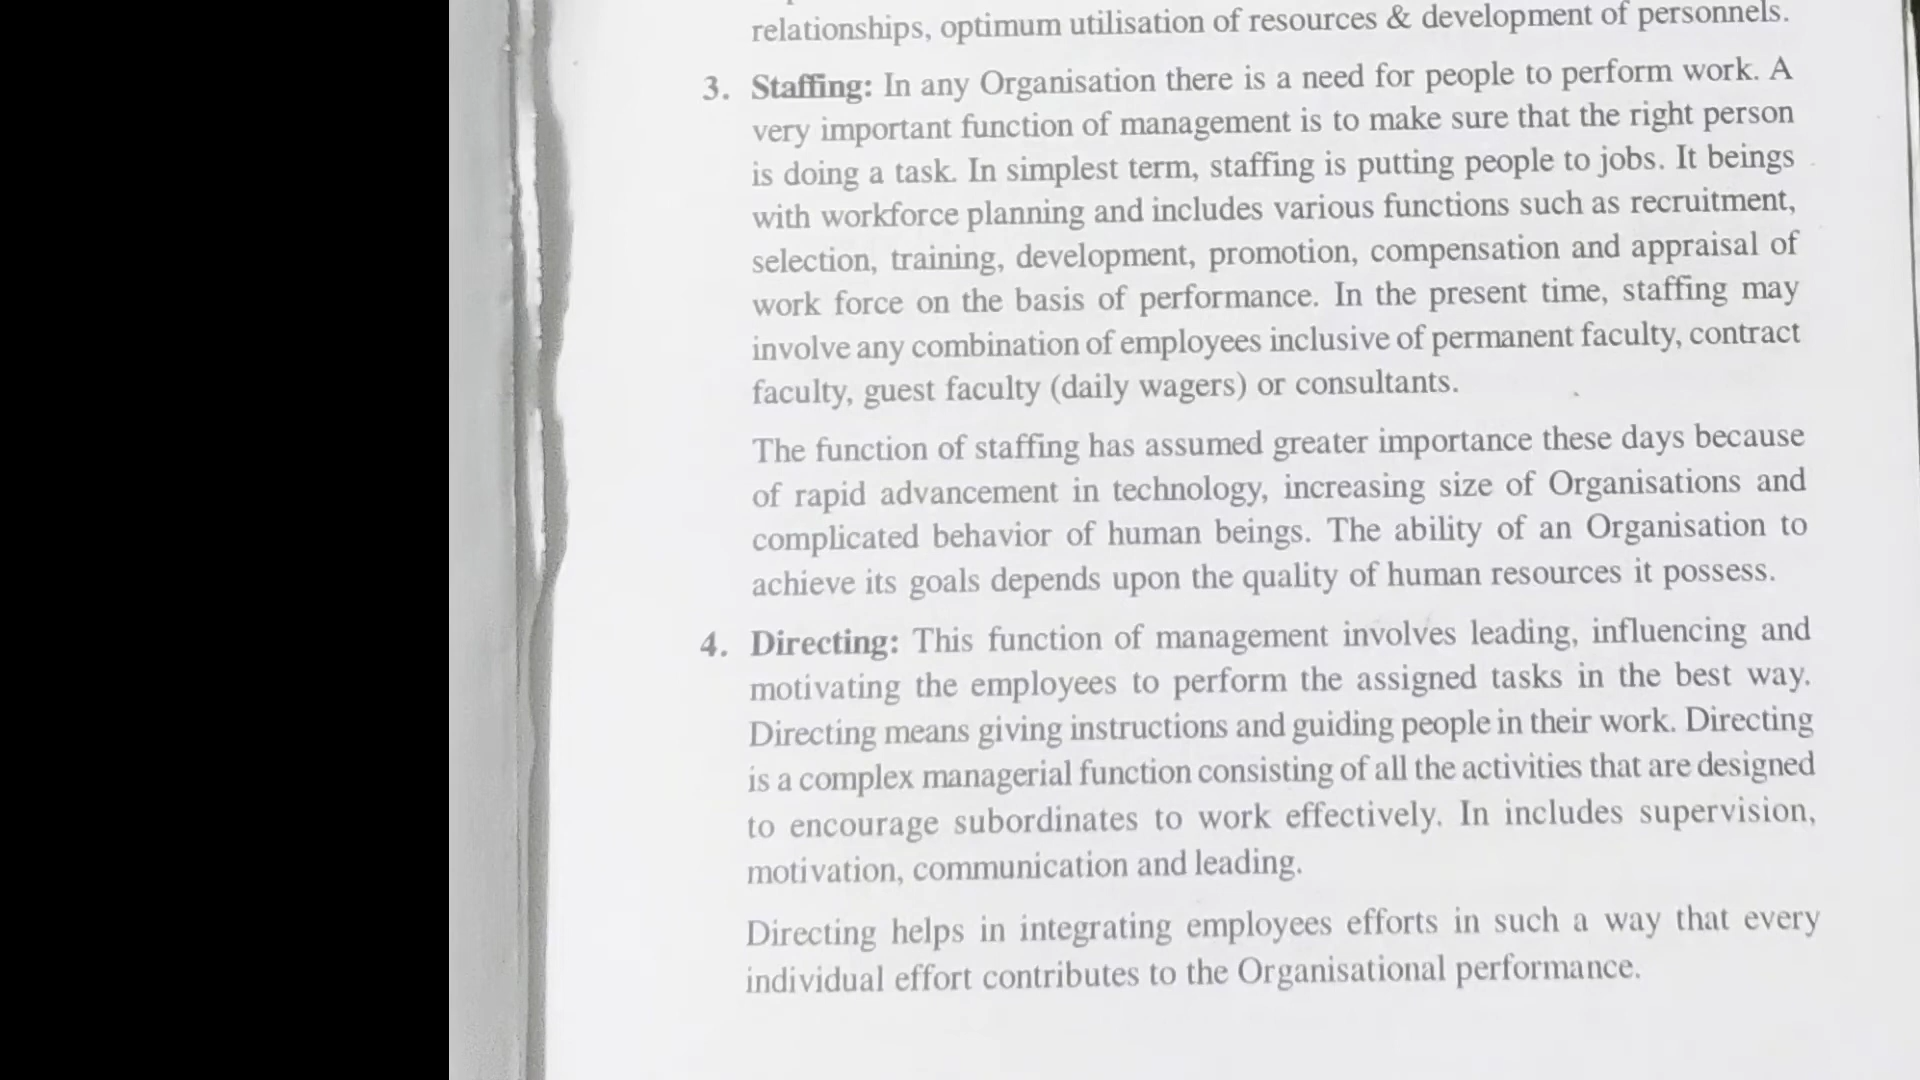 relationships, optimum utilisation of resources & development of personnels.
3. Staffing: In any Organisation there is a need for people to perform work. A
very important function of management is to make sure that the right person
is doing a task. In simplest term, staffing is putting people to jobs. It beings
with workforce planning and includes various functions such as recruitment,
selection, training, development, promotion, compensation and appraisal of
work force on the basis of performance. In the present time, staffing may
involve any combination of employees inclusive of permanent faculty, contract
faculty, guest faculty (daily wagers) or consultants.
The function of staffing has assumed greater importance these days because
of rapid advancement in technology, increasing size of Organisations and
complicated behavior of human beings. The ability of an Organisation to
achieve its goals depends upon the quality of human resources it possess.
4. Directing: This function of management involves leading, influencing and
motivating the employees to perform the assigned tasks in the best way.
Directing means giving instructions and guiding people in their work. Directing
is a complex managerial function consisting of all the activities that are designed
to encourage subordinates to work effectively. In includes supervision,
motivation, communication and leading.
Directing helps in integrating employees efforts in such a way that every
individual effort contributes to the Organisational performance.